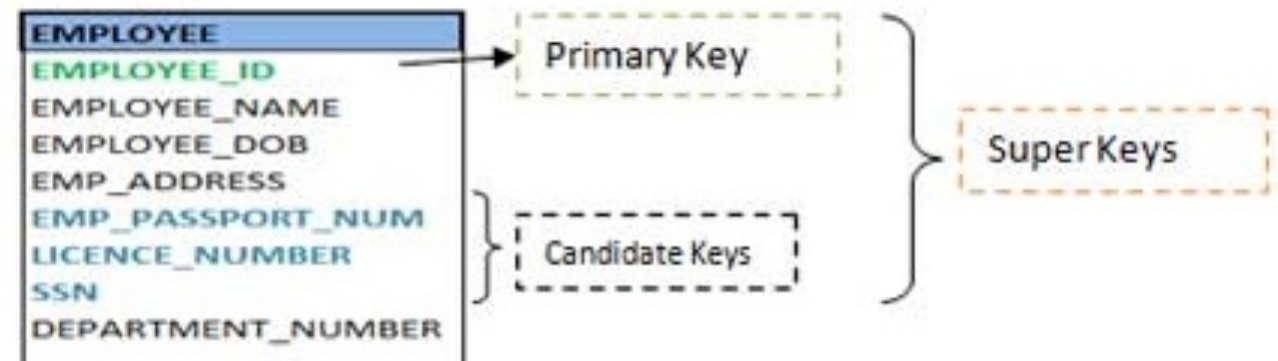 EMPLOYEE
EMPLOYEE_ID
EMPLOYEE_NAME
EMPLOYEE_DOB
EMP_ADDRESS
EMP_PASSPORT_NUM
LICENCE_NUMBER
SSN
DEPARTMENT_NUMBER
Primary Key
Candidate Keys
Super Keys